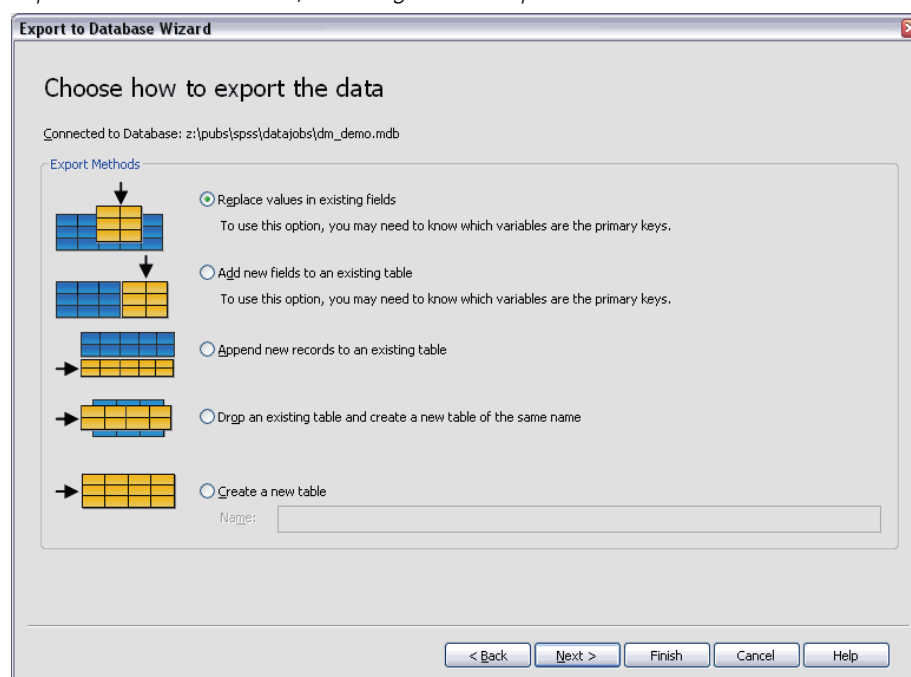 Export to Database Wizard
Choose how to export the data
Connected to Database: z:\pubs\spss\datajobs\dm_demo.mdb
Export Methods
Replace values in existing fields
To use this option, you may need to know which variables are the primary keys.
Add new fields to an existing table
To use this option, you may need to know which variables are the primary keys.
Append new records to an existing table
Drop an existing table and create a new table of the same name
Create a new table
Name:
< Back Next > Finish Cancel Help